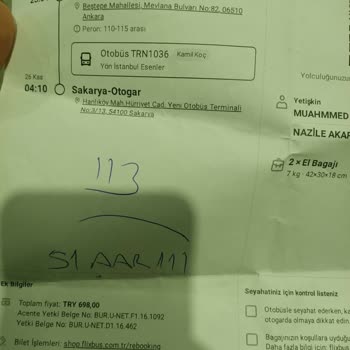 Beştepe Mahallesi, Mevlana Bulvarı No:82, 06510
Ankara
Peron: 110-115 arası
Otobüs TRN1036 Kamil Koç
Yön İstanbul Esenler
26 Kas
04:10 Sakarya-Otogar
Hanlıköy Mah.Hürriyet Cad. Yeni Otobüs Terminali
No:3/13, 54100 Sakarya
Yolculuğunuz
Yetişkin
MUAHMMED
NAZİLE AKAR
2 × El Bagajı
7 kg · 42×30×18 cm
113
51 AAR 111
Ek Bilgiler
Toplam fiyat: TRY 698,00
Acente Yetki Belge No: BUR.U-NET.F1.16.1092
Yetki Belge No: BUR.U-NET.D1.16.462
Bilet İşlemleri: shop.flixbus.com.tr/rebooking
Seyahatiniz için kontrol listeniz
Otobüsle seyahat ederken, ka
otogarda olmaya dikkat edin.
Bagajınızın koşullara uyduğu
Daha fazla bilgi için: flixbu